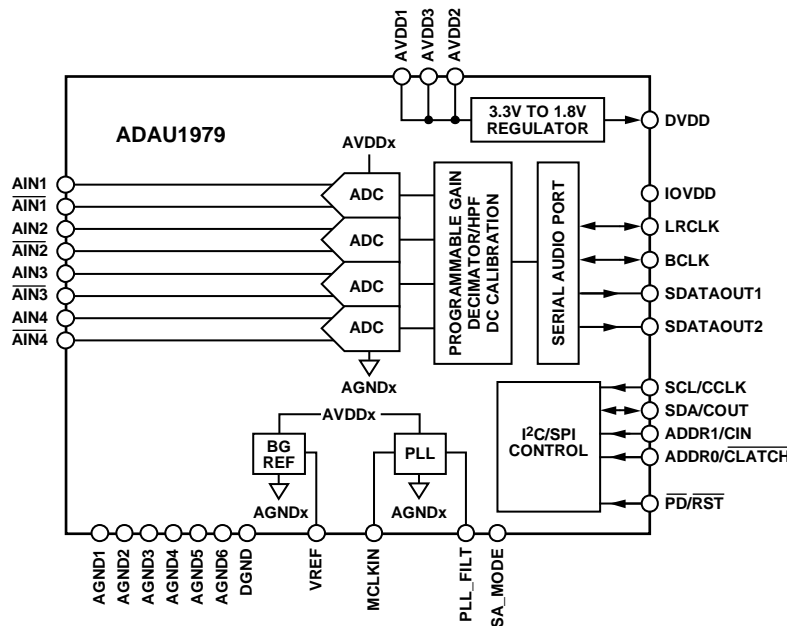 AVDD1
AVDD3
AVDD2
ADAU1979
3.3V TO 1.8V
REGULATOR
DVDD
AVDDx
AIN1
AIN1
AIN2
AIN2
AIN3
AIN3
AIN4
AIN4
ADC
ADC
ADC
ADC
AGNDx
PROGRAMMABLE GAIN
DECIMATOR/HPF
DC CALIBRATION
SERIAL AUDIO PORT
IOVDD
LRCLK
BCLK
SDATAOUT1
SDATAOUT2
I²C/SPI
CONTROL
SCL/CCLK
SDA/COUT
ADDR1/CIN
ADDR0/CLATCH
PD/RST
AVDDx
BG
REF
PLL
AGNDx
AGNDx
AGND1
AGND2
AGND3
AGND4
AGND5
AGND6
DGND
VREF
MCLKIN
PLL_FILT
SA_MODE